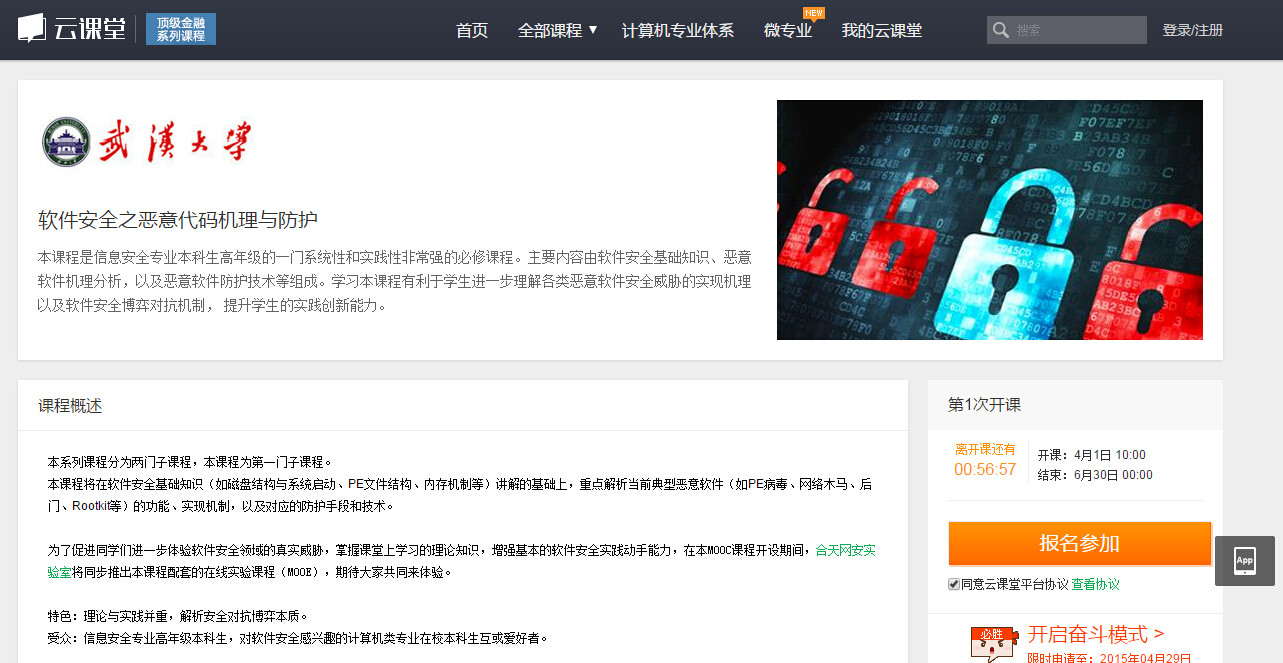 云课堂
顶级金融
系列课程
首页
全部课程
计算机专业体系
微专业
NEW
我的云课堂
搜索
登录/注册
武漢大學
软件安全之恶意代码机理与防护
本课程是信息安全专业本科生高年级的一门系统性和实践性非常强的必修课程。主要内容由软件安全基础知识、恶意
软件机理分析，以及恶意软件防护技术等组成。学习本课程有利于学生进一步理解各类恶意软件安全威胁的实现机理
以及软件安全博弈对抗机制， 提升学生的实践创新能力。
课程概述
本系列课程分为两门子课程，本课程为第一门子课程。
本课程将在软件安全基础知识（如磁盘结构与系统启动、PE文件结构、内存机制等）讲解的基础上，重点解析当前典型恶意软件（如PE病毒、网络木马、后
门、Rootkit等）的功能、实现机制，以及对应的防护手段和技术。
为了促进同学们进一步体验软件安全领域的真实威胁，掌握课堂上学习的理论知识，增强基本的软件安全实践动手能力，在本MOOC课程开设期间，合天网安实
验室将同步推出本课程配套的在线实验课程（MOOE），期待大家共同来体验。
特色：理论与实践并重，解析安全对抗博弈本质。
受众：信息安全专业高年级本科生，对软件安全感兴趣的计算机类专业在校本科生互或爱好者。
第1次开课
离开课还有
00:56:57
开课：4月1日 10:00
结束：6月30日 00:00
报名参加
同意云课堂平台协议 查看协议
App
必胜
开启奋斗模式 >
限时申请至：2015年04月29日